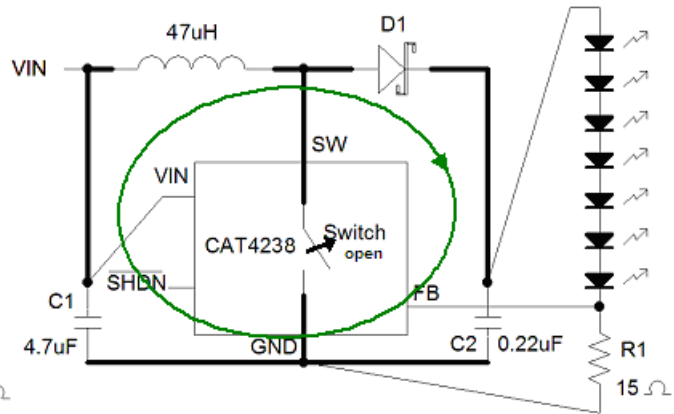 47uH
D1
VIN
SW
VIN
CAT4238
Switch
open
SHDN
FB
C1
4.7uF
GND
C2
0.22uF
R1
15 Ω
Ω